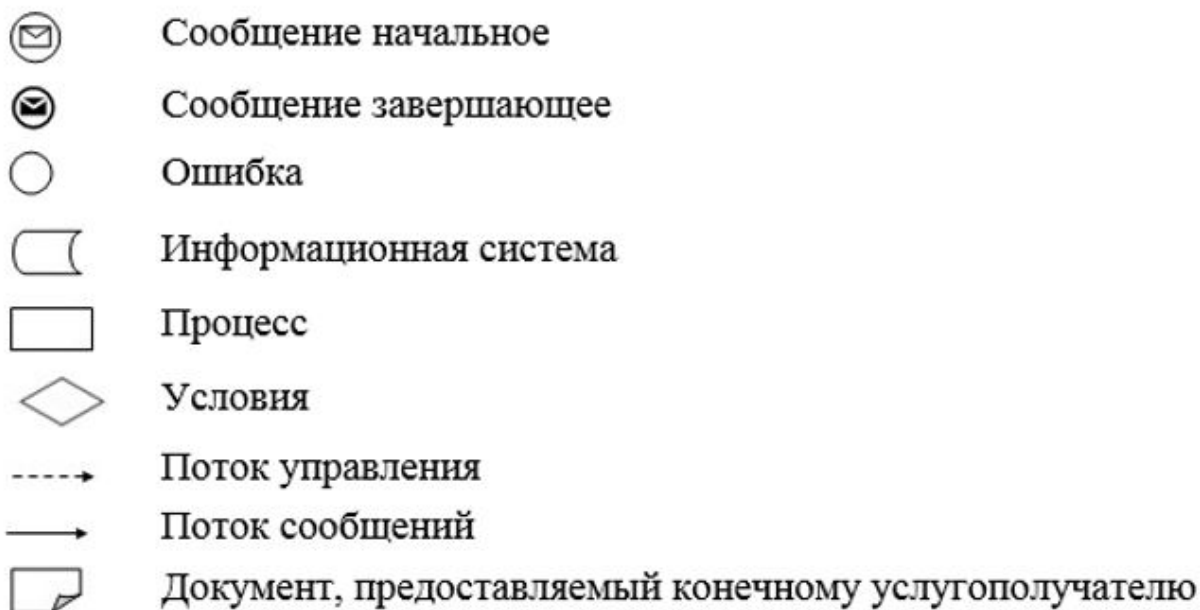 Сообщение начальное
Сообщение завершающее
Ошибка
Информационная система
Процесс
Условия
Поток управления
Поток сообщений
Документ, предоставляемый конечному услугополучателю